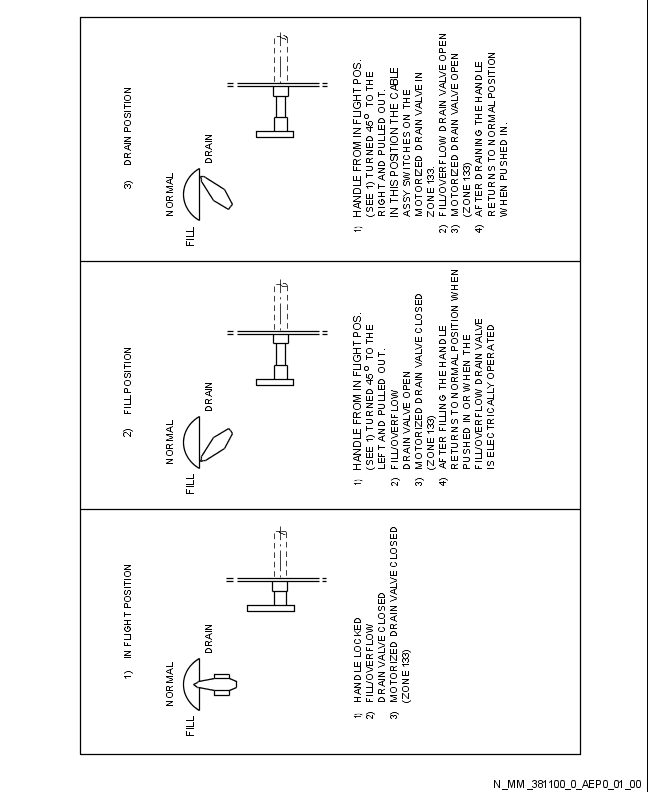 1) IN FLIGHT POSITION
NORMAL
FILL
DRAIN
1) HANDLE LOCKED
2) FILL/OVERFLOW
DRAIN VALVE CLOSED
3) MOTORIZED DRAIN VALVE CLOSED
(ZONE 133)
2) FILL POSITION
NORMAL
FILL
DRAIN
1) HANDLE FROM IN FLIGHT POS.
(SEE 1) TURNED 45° TO THE
LEFT AND PULLED OUT.
2) FILL/OVERFLOW
DRAIN VALVE OPEN
3) MOTORIZED DRAIN VALVE CLOSED
(ZONE 133)
4) AFTER FILLING THE HANDLE
RETURNS TO NORMAL POSITION WHEN
PUSHED IN OR WHEN THE
FILL/OVERFLOW DRAIN VALVE
IS ELECTRICALLY OPERATED
3) DRAIN POSITION
NORMAL
FILL
DRAIN
1) HANDLE FROM IN FLIGHT POS.
(SEE 1) TURNED 45° TO THE
RIGHT AND PULLED OUT.
IN THIS POSITION THE CABLE
ASSY SWITCHES ON THE
MOTORIZED DRAIN VALVE IN
ZONE 133.
2) FILL/OVERFLOW DRAIN VALVE OPEN
3) MOTORIZED DRAIN VALVE OPEN
(ZONE 133)
4) AFTER DRAINING THE HANDLE
RETURNS TO NORMAL POSITION
WHEN PUSHED IN.
N_MM_381100_0_AEP0_01_00